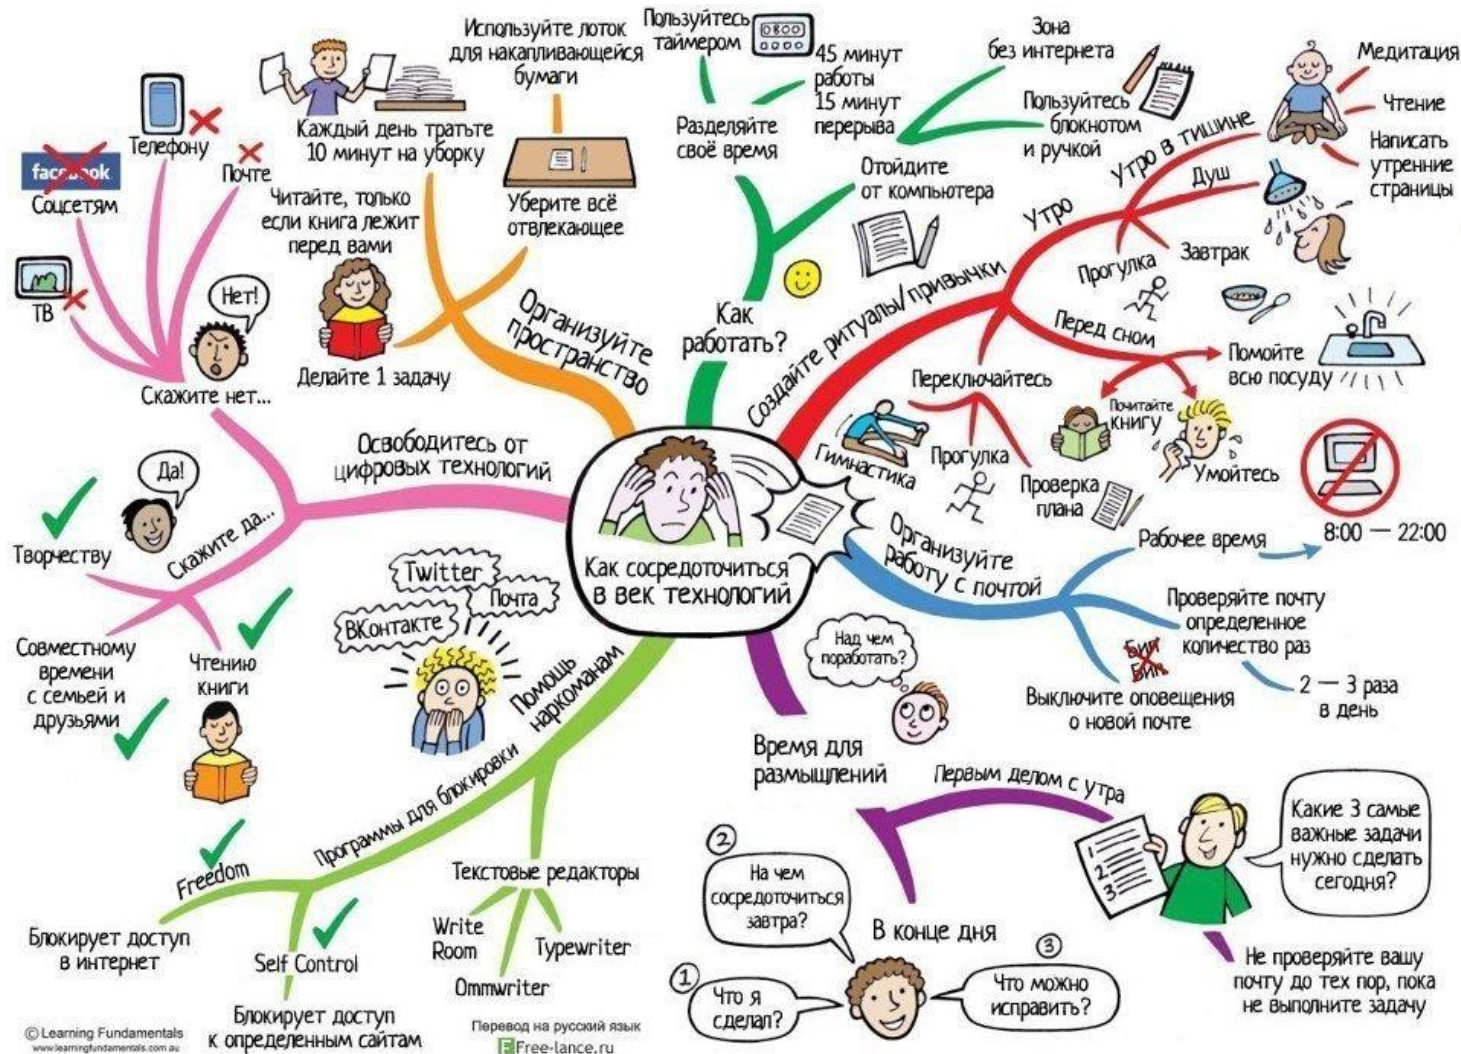 Как сосредоточиться
в век технологий
Как
работать?
Разделяйте
своё время
Пользуйтесь
таймером
0800
45 минут
работы
15 минут
перерыва
Отойдите
от компьютера
Зона
без интернета
Пользуйтесь
блокнотом
и ручкой
Создайте ритуалы/привычки
Утро
Утро в тишине
Медитация
Чтение
Написать
утренние
страницы
Душ
Завтрак
Прогулка
Перед сном
Помойте
всю посуду
Почитайте
книгу
Умойтесь
Переключайтесь
Гимнастика
Прогулка
Проверка
плана
Организуйте
работу с почтой
Рабочее время
8:00 — 22:00
Проверяйте почту
определенное
количество раз
2 — 3 раза
в день
Бип
Бип
Выключите оповещения
о новой почте
Время для
размышлений
Над чем
поработать?
Первым делом с утра
1
2
3
Какие 3 самые
важные задачи
нужно сделать
сегодня?
Не проверяйте вашу
почту до тех пор, пока
не выполните задачу
В конце дня
1
Что я
сделал?
2
На чем
сосредоточиться
завтра?
3
Что можно
исправить?
Помощь
наркоманам
Twitter
Почта
ВКонтакте
Текстовые редакторы
Write
Room
Ommwriter
Typewriter
Программы для блокировки
Freedom
Блокирует доступ
в интернет
Self Control
Блокирует доступ
к определенным сайтам
Освободитесь от
цифровых технологий
Скажите да...
Да!
Творчеству
Совместному
времени
с семьей и
друзьями
Чтению
книги
Скажите нет...
Нет!
ТВ
facebook
Соцсетям
Телефону
Почте
Организуйте
пространство
Каждый день тратьте
10 минут на уборку
Используйте лоток
для накапливающейся
бумаги
Уберите всё
отвлекающее
Читайте, только
если книга лежит
перед вами
Делайте 1 задачу
© Learning Fundamentals
www.learningfundamentals.com.au
Перевод на русский язык
F Free-lance.ru